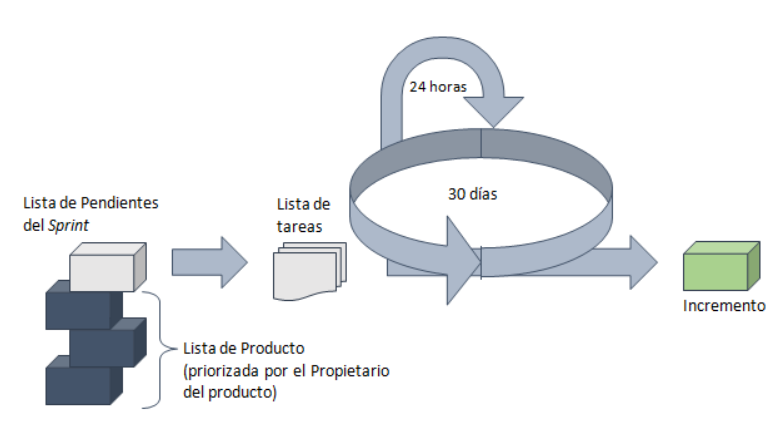 24 horas
30 días
Lista de Pendientes
del Sprint
Lista de
tareas
Incremento
Lista de Producto
(priorizada por el Propietario
del producto)